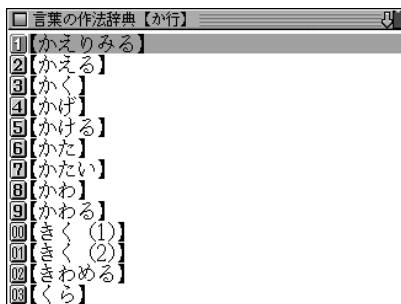 言葉の作法辞典【か行】
1【かえりみる】
2【かえる】
3【かく】
4【かげ】
5【かける】
6【かた】
7【かたい】
8【かわ】
9【かわる】
00【きく (1)】
01【きく (2)】
02【きわめる】
03【くら】